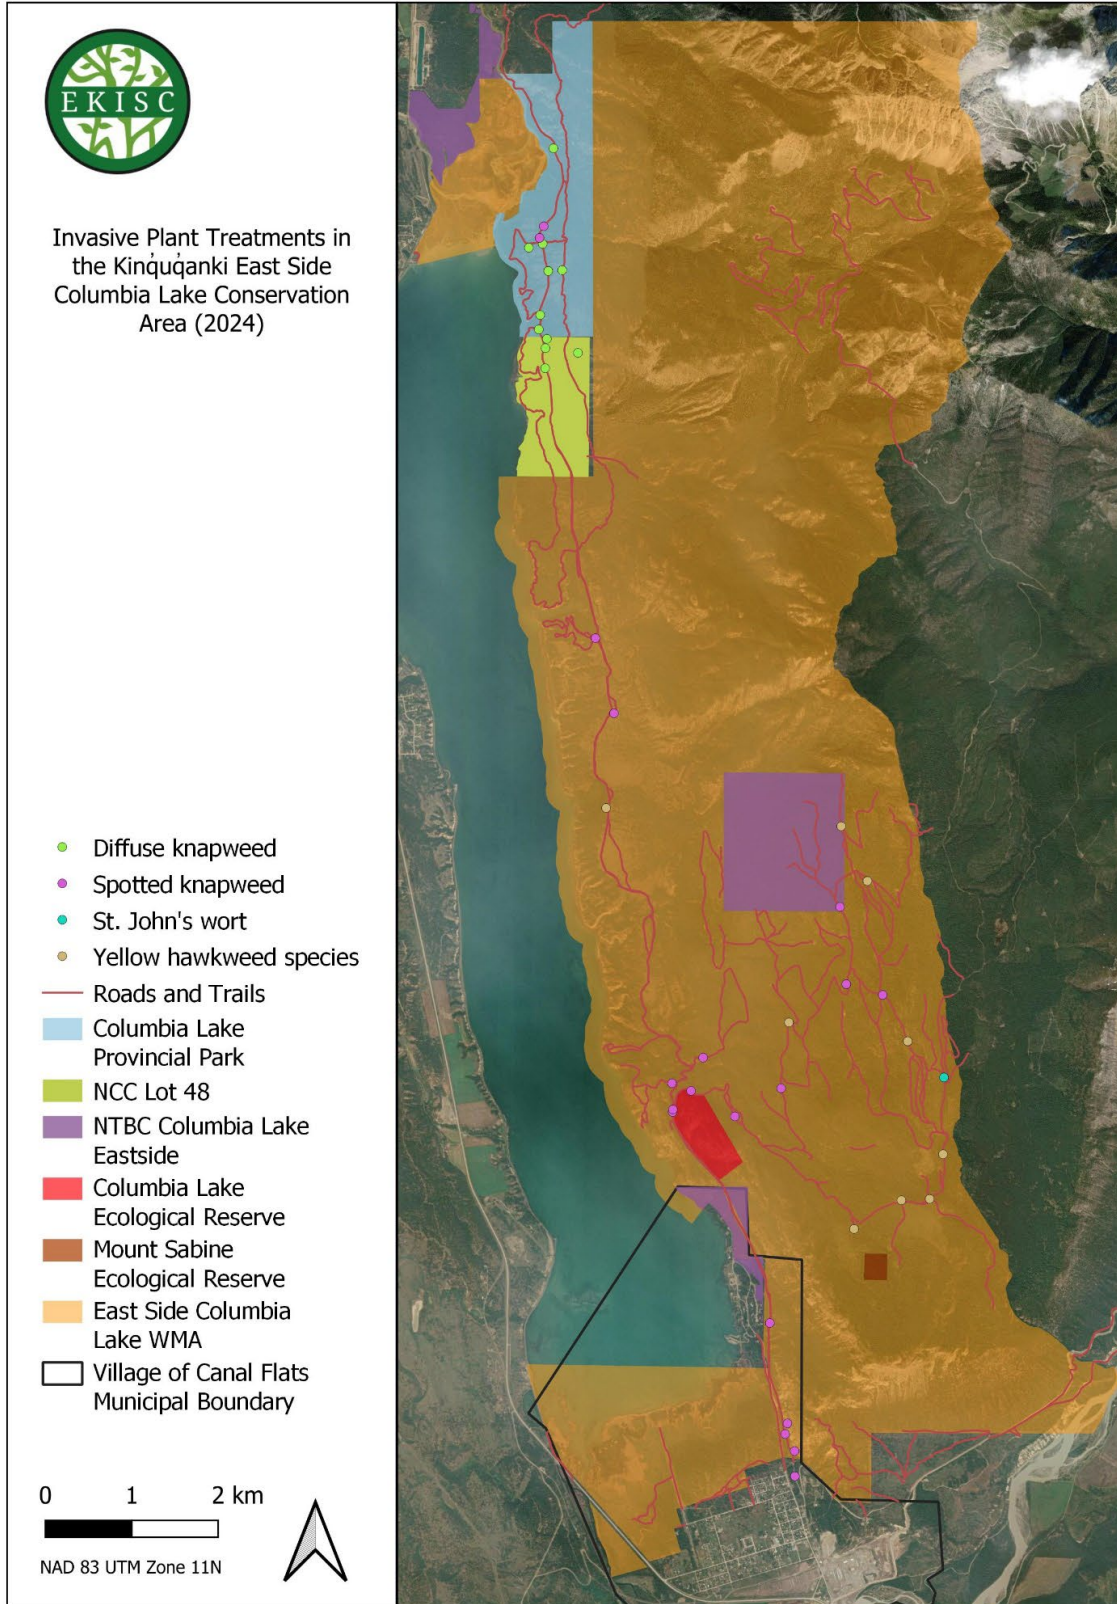 EKISC
Invasive Plant Treatments in
the Kinq̓uq̓anki East Side
Columbia Lake Conservation
Area (2024)
Diffuse knapweed
Spotted knapweed
St. John's wort
Yellow hawkweed species
Roads and Trails
Columbia Lake
Provincial Park
NCC Lot 48
NTBC Columbia Lake
Eastside
Columbia Lake
Ecological Reserve
Mount Sabine
Ecological Reserve
East Side Columbia
Lake WMA
Village of Canal Flats
Municipal Boundary
0 1 2 km
NAD 83 UTM Zone 11N